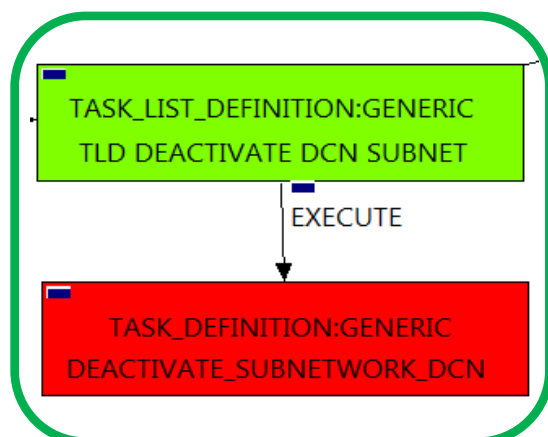 TASK_LIST_DEFINITION:GENERIC
TLD DEACTIVATE DCN SUBNET
EXECUTE
TASK_DEFINITION:GENERIC
DEACTIVATE_SUBNETWORK_DCN